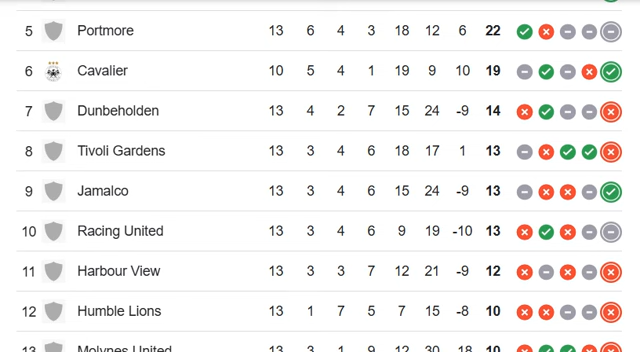 5 Portmore 13 6 4 3 18 12 6 22
6 Cavalier 10 5 4 1 19 9 10 19
7 Dunbeholden 13 4 2 7 15 24 -9 14
8 Tivoli Gardens 13 3 4 6 18 17 1 13
9 Jamalco 13 3 4 6 15 24 -9 13
10 Racing United 13 3 4 6 9 19 -10 13
11 Harbour View 13 3 3 7 12 21 -9 12
12 Humble Lions 13 1 7 5 7 15 -8 10
13 Molynes United 13 3 1 9 12 30 -18 10